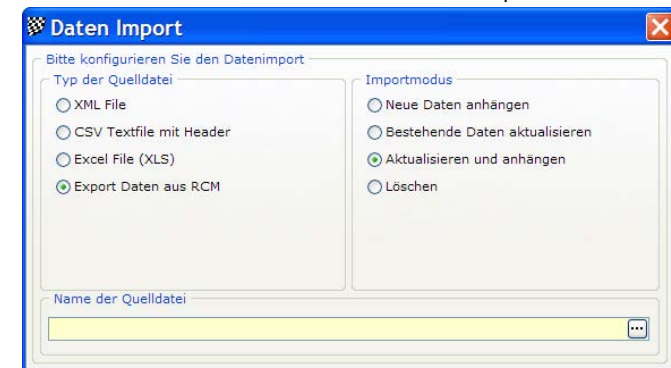 Daten Import
Bitte konfigurieren Sie den Datenimport
Typ der Quelldatei
XML File
CSV Textfile mit Header
Excel File (XLS)
Export Daten aus RCM
Importmodus
Neue Daten anhängen
Bestehende Daten aktualisieren
Aktualisieren und anhängen
Löschen
Name der Quelldatei
...